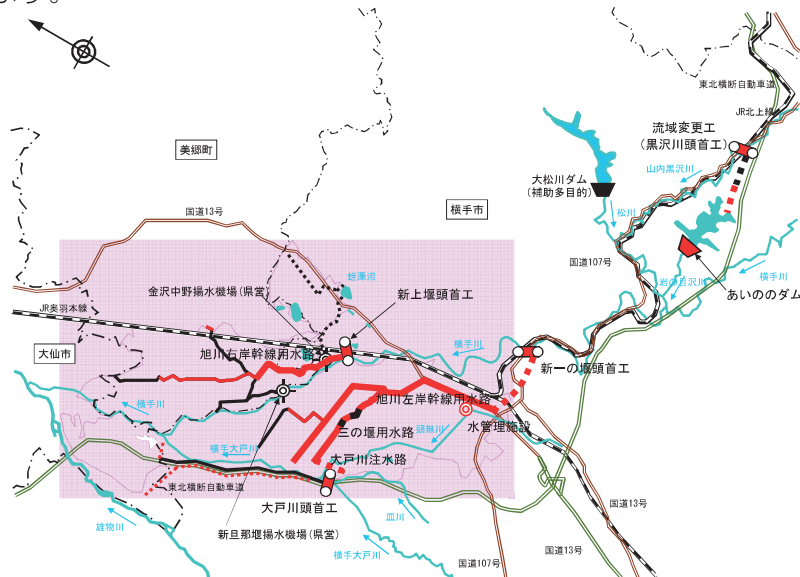 東北横断自動車道
JR北上線
流域変更工
(黒沢川頭首工)
美郷町
山内黒沢川
大松川ダム
(補助多目的)
横手市
国道13号
松川
国道107号
横手川
岩の目沢川
あいののダム
蛭藻沼
金沢中野揚水機場(県営)
新上堰頭首工
JR奥羽本線
大仙市
旭川右岸幹線用水路
横手川
新一の堰頭首工
横手川
旭川左岸幹線用水路
水管理施設
三の堰用水路
頭無川
横手大戸川
大戸川注水路
東北横断自動車道
大戸川頭首工
国道13号
雄物川
皿川
新旦那堰揚水機場(県営)
横手大戸川
国道13号
国道107号